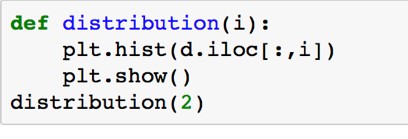 def distribution(i):
    plt.hist(d.iloc[:,i])
    plt.show()
distribution(2)